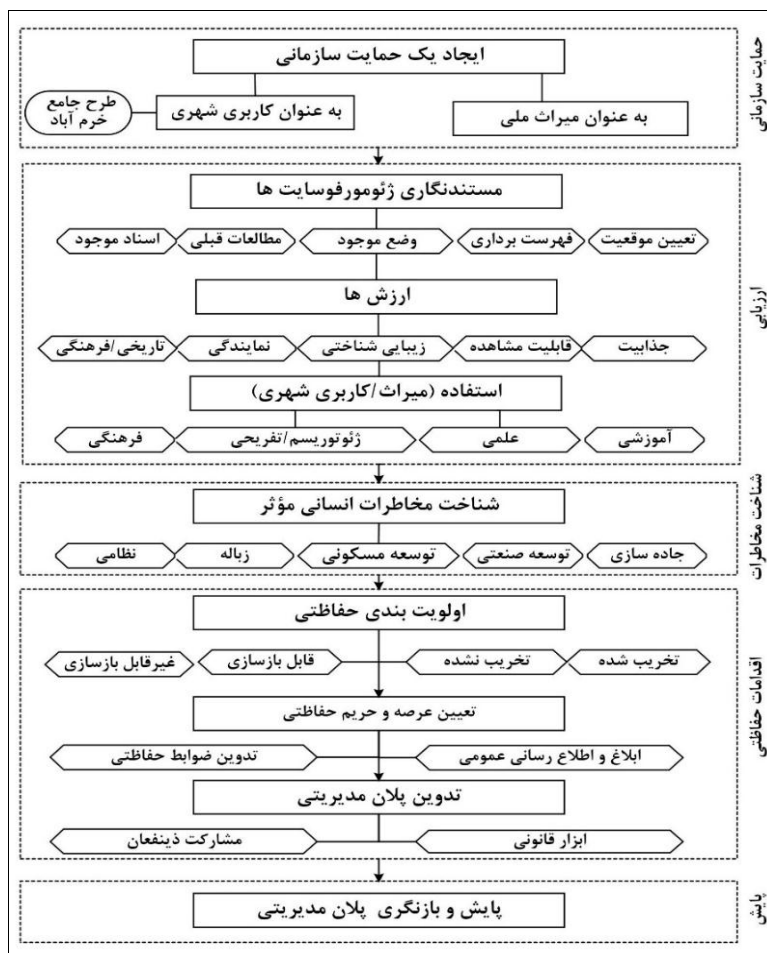 حمایت سازمانی
ایجاد یک حمایت سازمانی
به عنوان میراث ملی
به عنوان کاربری شهری
طرح جامع
خرم آباد
ارزیابی
مستندنگاری ژئومورفوسایت ها
تعیین موقعیت
فهرست برداری
وضع موجود
مطالعات قبلی
اسناد موجود
ارزش ها
جذابیت
قابلیت مشاهده
زیبایی شناختی
نمایندگی
تاریخی/فرهنگی
استفاده (میراث/کاربری شهری)
آموزشی
علمی
ژئوتوریسم/تفریحی
فرهنگی
شناخت مخاطرات
شناخت مخاطرات انسانی مؤثر
جاده سازی
توسعه صنعتی
توسعه مسکونی
زباله
نظامی
اقدامات حفاظتی
اولویت بندی حفاظتی
تخریب شده
تخریب نشده
قابل بازسازی
غیرقابل بازسازی
تعیین عرصه و حریم حفاظتی
ابلاغ و اطلاع رسانی عمومی
تدوین ضوابط حفاظتی
تدوین پلان مدیریتی
ابزار قانونی
مشارکت ذینفعان
پایش
پایش و بازنگری پلان مدیریتی